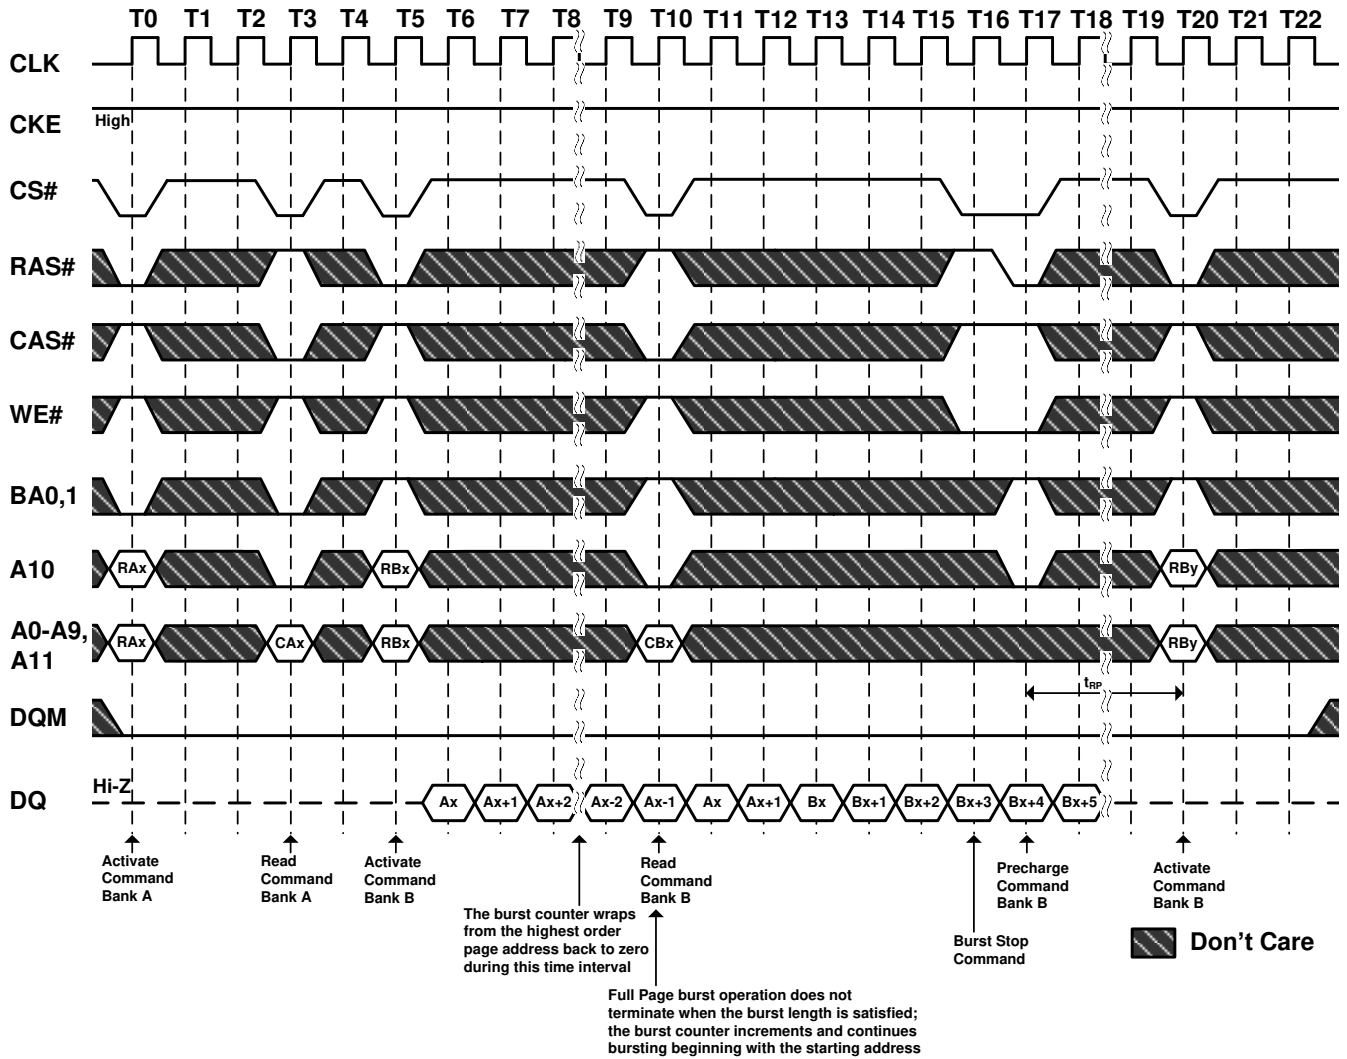 T0 T1 T2 T3 T4 T5 T6 T7 T8 T9 T10 T11 T12 T13 T14 T15 T16 T17 T18 T19 T20 T21 T22
CLK
CKE High
CS#
RAS#
CAS#
WE#
BA0,1
A10 RAx RBx RBy
A0-A9,
A11 RAx CAx RBx CBx RBy
tRP
DQM
DQ Hi-Z Ax Ax+1 Ax+2 Ax-2 Ax-1 Ax Ax+1 Bx Bx+1 Bx+2 Bx+3 Bx+4 Bx+5
Activate
Command
Bank A
Read
Command
Bank A
Activate
Command
Bank B
The burst counter wraps
from the highest order
page address back to zero
during this time interval
Read
Command
Bank B
Full Page burst operation does not
terminate when the burst length is satisfied;
the burst counter increments and continues
bursting beginning with the starting address
Burst Stop
Command
Precharge
Command
Bank B
Activate
Command
Bank B
Don't Care